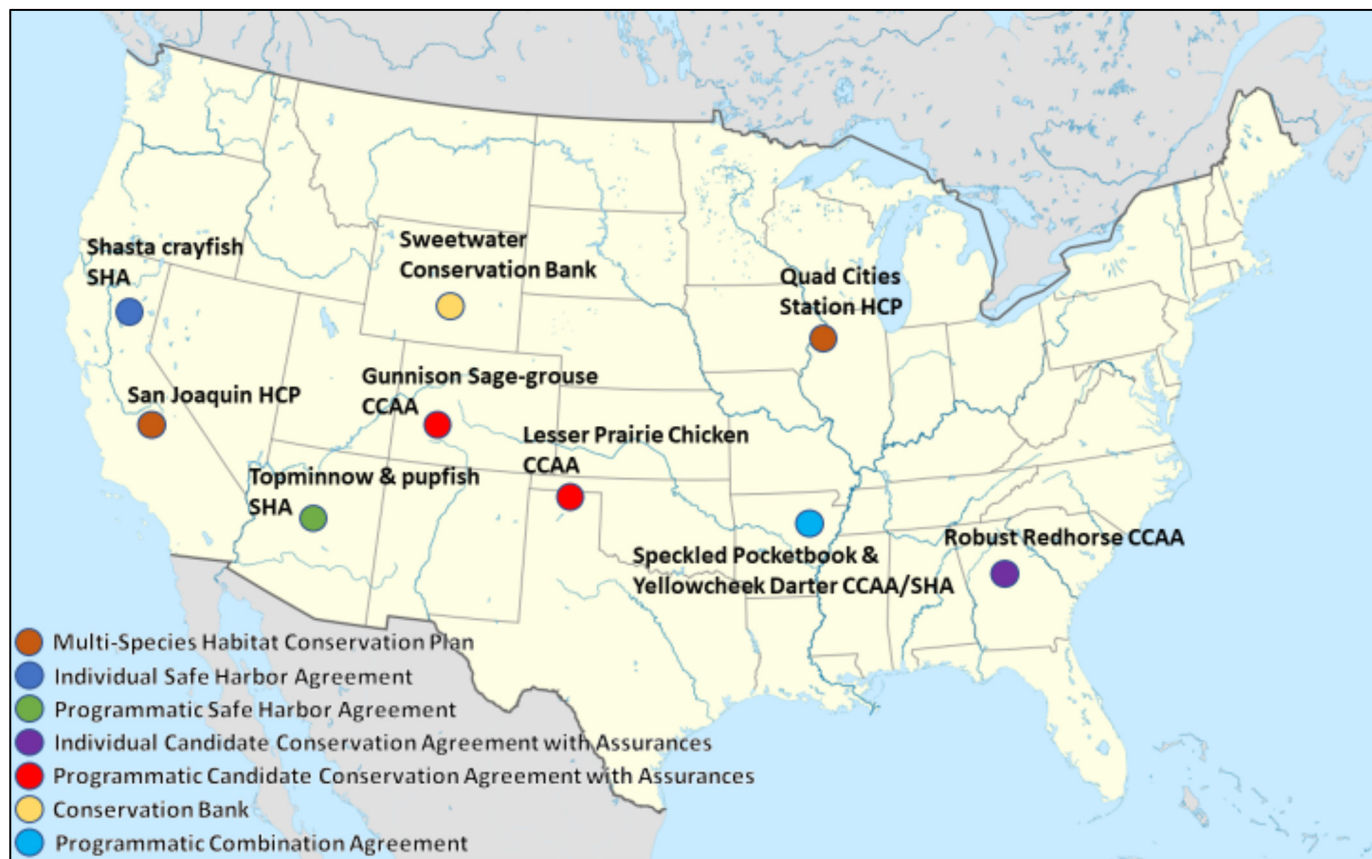 Shasta crayfish
SHA
Sweetwater
Conservation Bank
Quad Cities
Station HCP
San Joaquin HCP
Gunnison Sage-grouse
CCAA
Lesser Prairie Chicken
CCAA
Topminnow & pupfish
SHA
Speckled Pocketbook &
Yellowcheek Darter CCAA/SHA
Robust Redhorse CCAA
Multi-Species Habitat Conservation Plan
Individual Safe Harbor Agreement
Programmatic Safe Harbor Agreement
Individual Candidate Conservation Agreement with Assurances
Programmatic Candidate Conservation Agreement with Assurances
Conservation Bank
Programmatic Combination Agreement